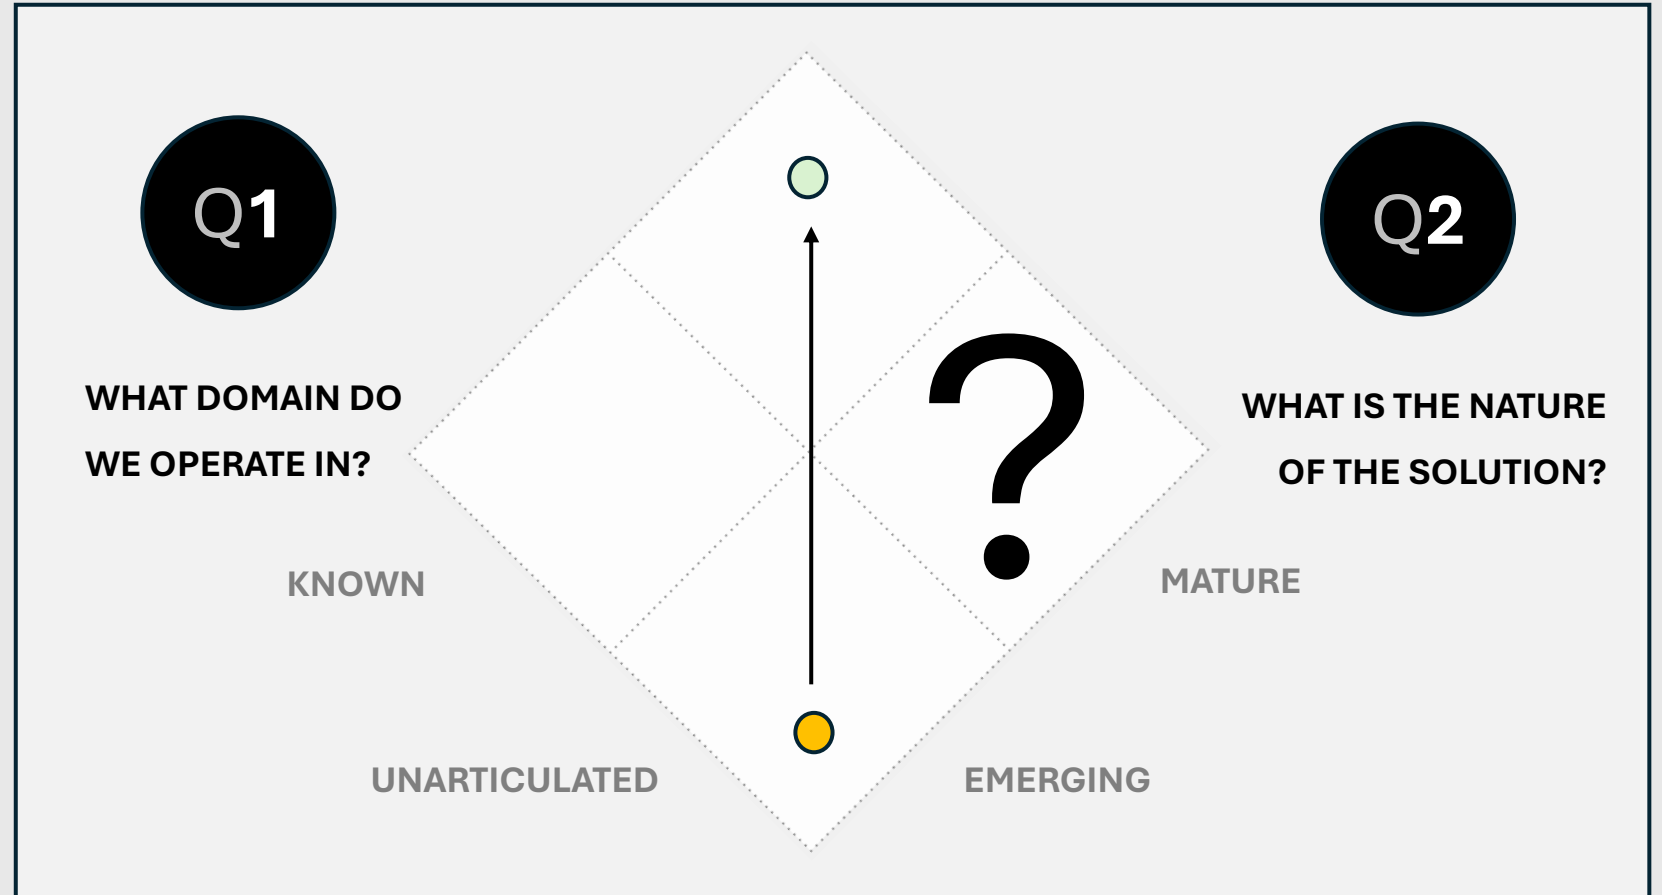 Q1
WHAT DOMAIN DO
WE OPERATE IN?
KNOWN
UNARTICULATED
?
Q2
WHAT IS THE NATURE
OF THE SOLUTION?
MATURE
EMERGING